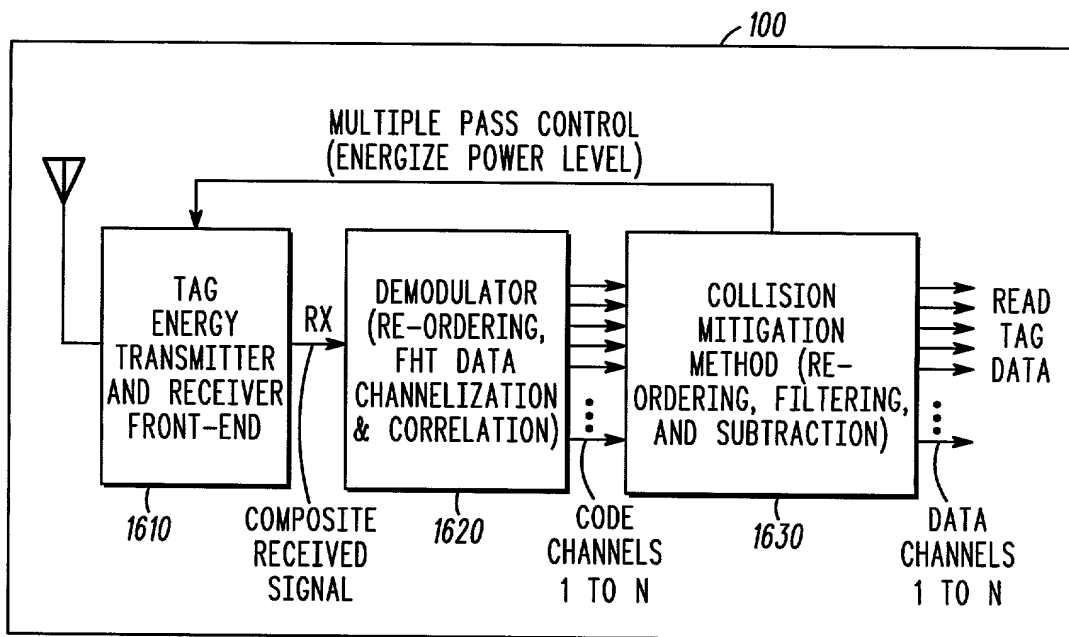 100
MULTIPLE PASS CONTROL
(ENERGIZE POWER LEVEL)
TAG
ENERGY
TRANSMITTER
AND RECEIVER
FRONT-END
RX
DEMODULATOR
(RE-ORDERING,
FHT DATA
CHANNELIZATION
& CORRELATION)
COLLISION
MITIGATION
METHOD (RE-
ORDERING, FILTERING,
AND SUBTRACTION)
READ
TAG
DATA
1610
COMPOSITE
RECEIVED
SIGNAL
1620
CODE
CHANNELS
1 TO N
1630
DATA
CHANNELS
1 TO N